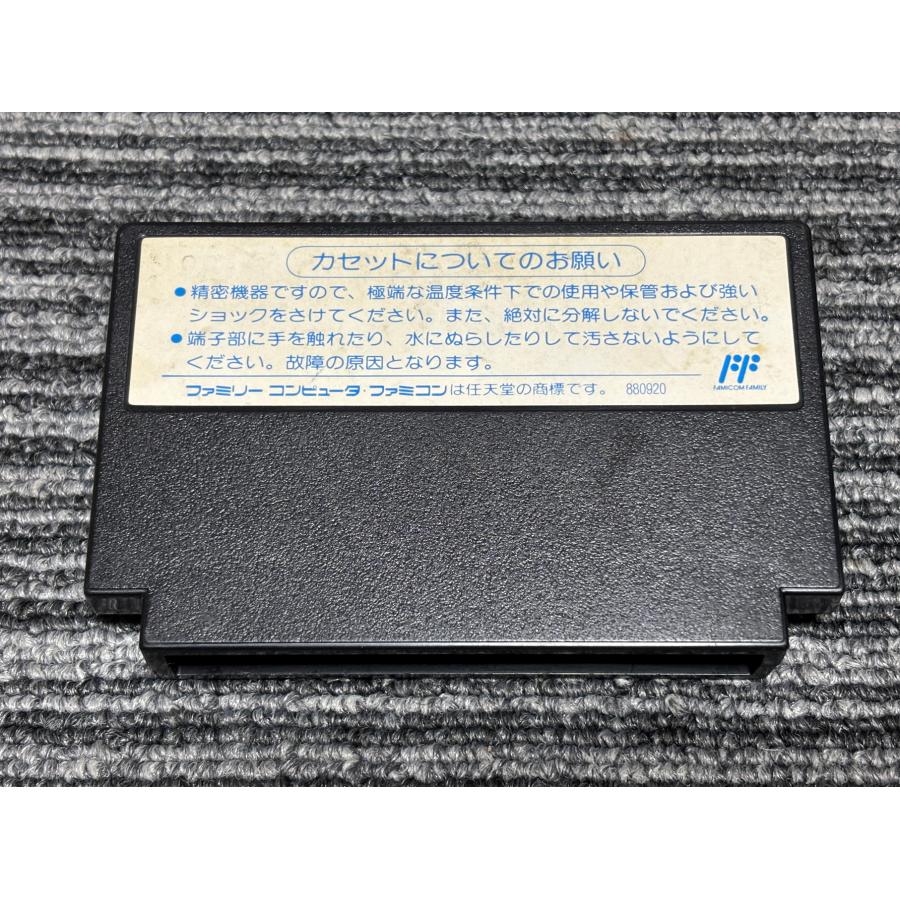 カセットについてのお願い
●精密機器ですので、極端な温度条件下での使用や保管および強い
ショックをさけてください。また、絶対に分解しないでください。
●端子部に手を触れたり、水にぬらしたりして汚さないようにして
ください。故障の原因となります。
ファミリーコンピュータ・ファミコンは任天堂の商標です。 880920
FAMICOM FAMILY